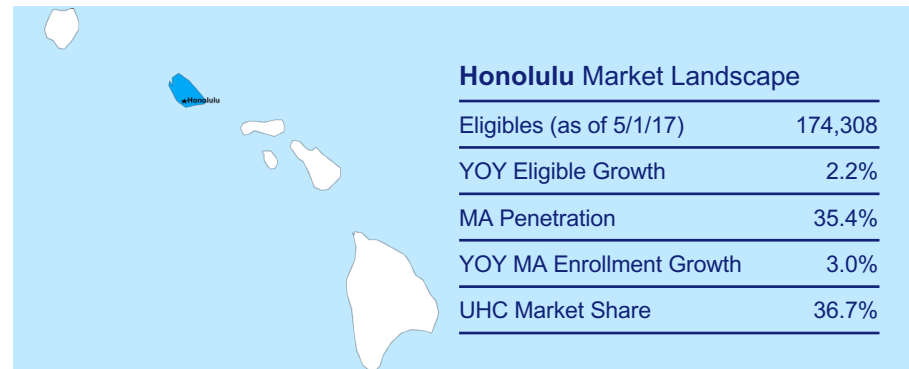 ★Honolulu
Honolulu Market Landscape
Eligibles (as of 5/1/17) 174,308
YOY Eligible Growth 2.2%
MA Penetration 35.4%
YOY MA Enrollment Growth 3.0%
UHC Market Share 36.7%